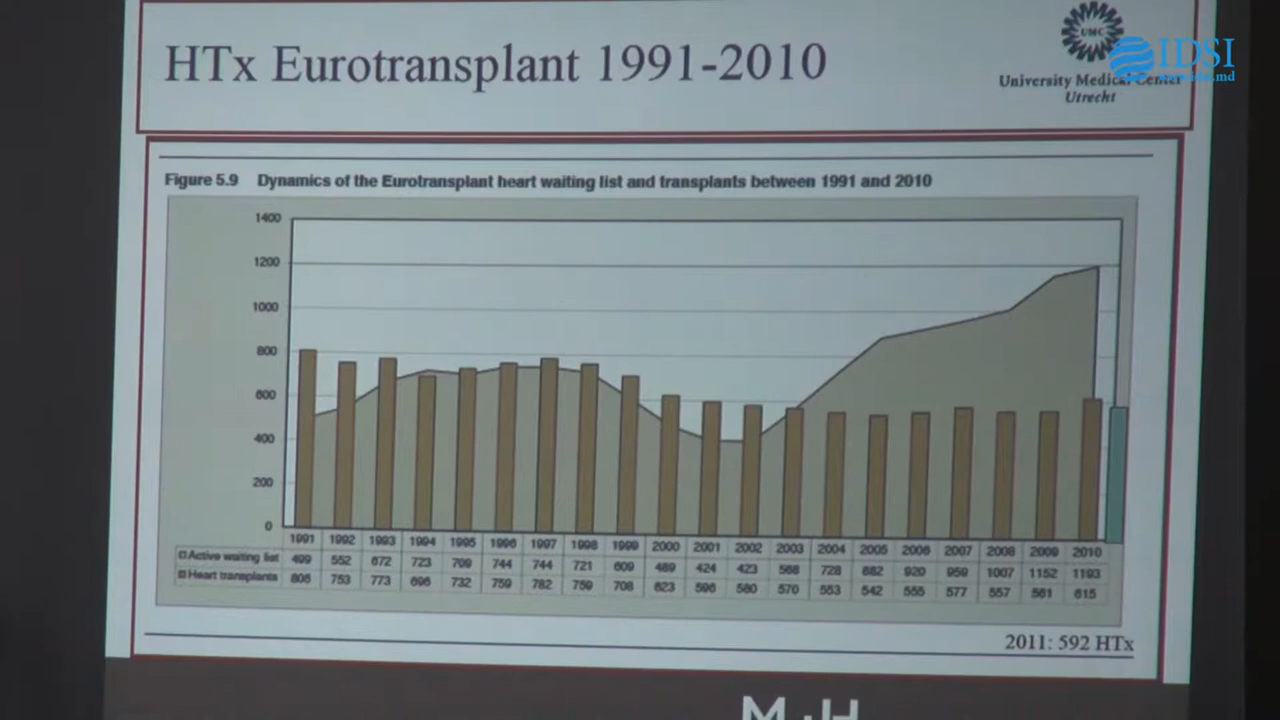 HTx Eurotransplant 1991-2010
UMC
University Medical Center
Utrecht
IDSI
www.idsi.md
Figure 5.9 Dynamics of the Eurotransplant heart waiting list and transplants between 1991 and 2010
1400
1200
1000
800
600
400
200
0
1991 1992 1993 1994 1995 1996 1997 1998 1999 2000 2001 2002 2003 2004 2005 2006 2007 2008 2009 2010
Active waiting list 499 552 672 723 709 744 744 721 609 489 424 423 568 728 882 920 959 1007 1152 1193
Heart transplants 806 753 773 696 732 759 782 759 708 623 596 580 570 553 542 555 577 557 561 615
2011: 592 HTx